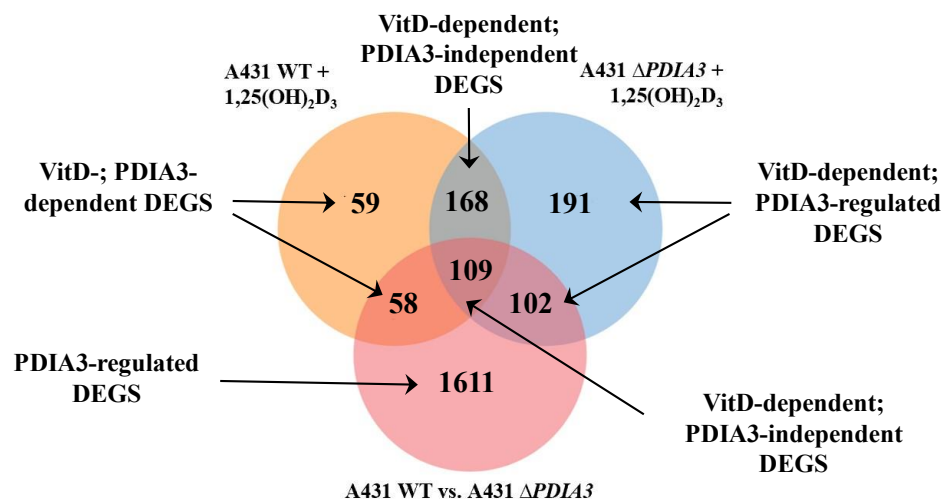 VitD-dependent;
PDIA3-independent
DEGS
A431 WT +
1,25(OH)₂D₃
A431 ΔPDIA3 +
1,25(OH)₂D₃
VitD-; PDIA3-
dependent DEGS
VitD-dependent;
PDIA3-regulated
DEGS
59
168
191
109
58
102
PDIA3-regulated
DEGS
1611
VitD-dependent;
PDIA3-independent
DEGS
A431 WT vs. A431 ΔPDIA3